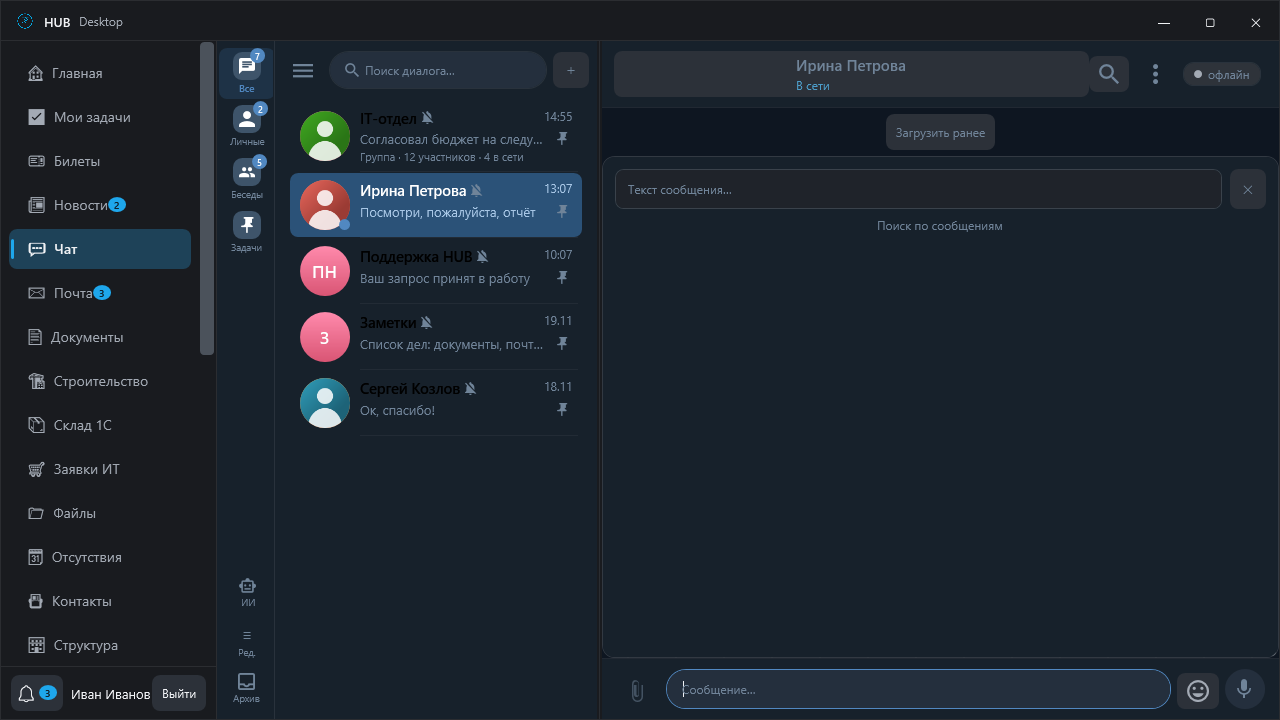 HUB Desktop
Главная
Мои задачи
Билеты
Новости 2
Чат
Почта 3
Документы
Строительство
Склад 1С
Заявки ИТ
Файлы
31 Отсутствия
Контакты
Структура
3 Иван Иванов Выйти
7
Все
2
Личные
5
Беседы
Задачи
ИИ
Ред.
Архив
Поиск диалога... +
IT-отдел 14:55
Согласовал бюджет на следу...
Группа · 12 участников · 4 в сети
Ирина Петрова 13:07
Посмотри, пожалуйста, отчёт
ПН
Поддержка HUB 10:07
Ваш запрос принят в работу
З
Заметки 19.11
Список дел: документы, почт...
Сергей Козлов 18.11
Ок, спасибо!
Ирина Петрова
В сети
офлайн
Загрузить ранее
Текст сообщения...
Поиск по сообщениям
Сообщение...